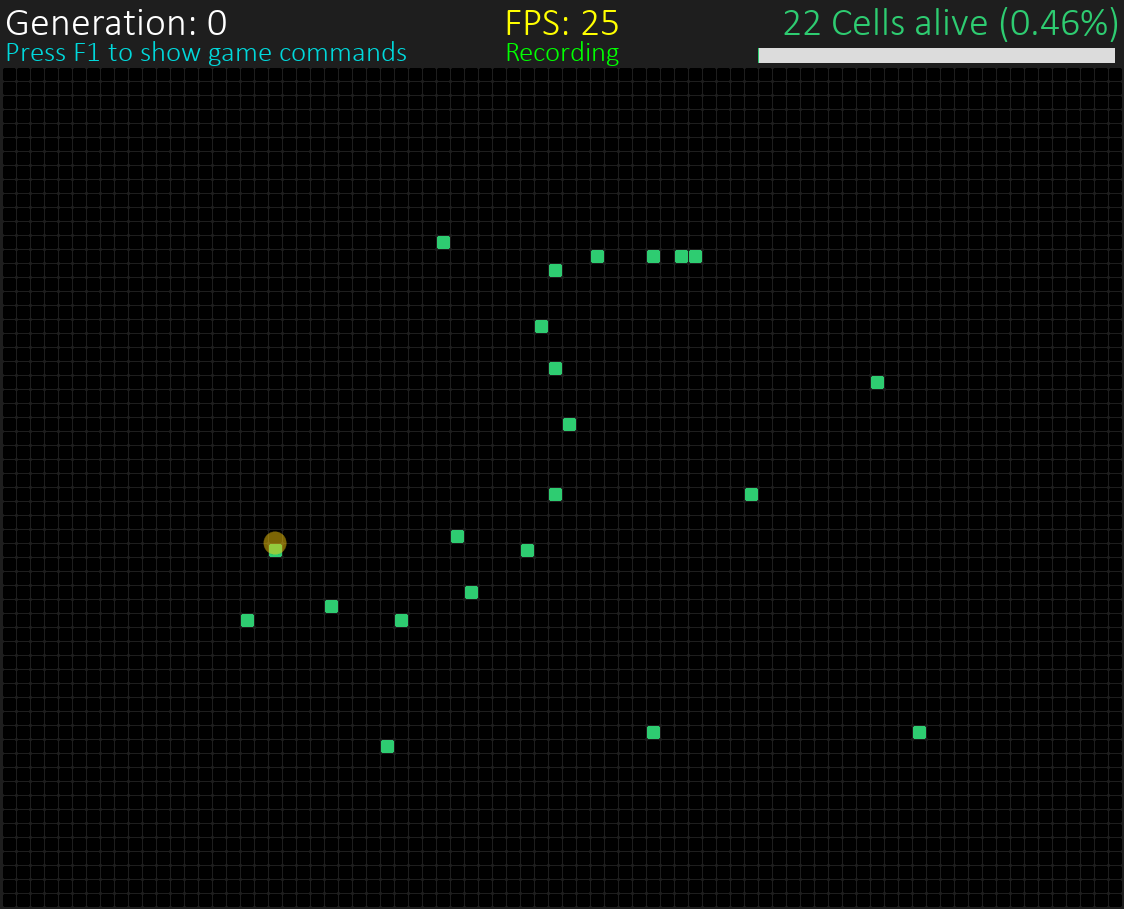 Generation: 0
FPS: 25
22 Cells alive (0.46%)
Press F1 to show game commands
Recording